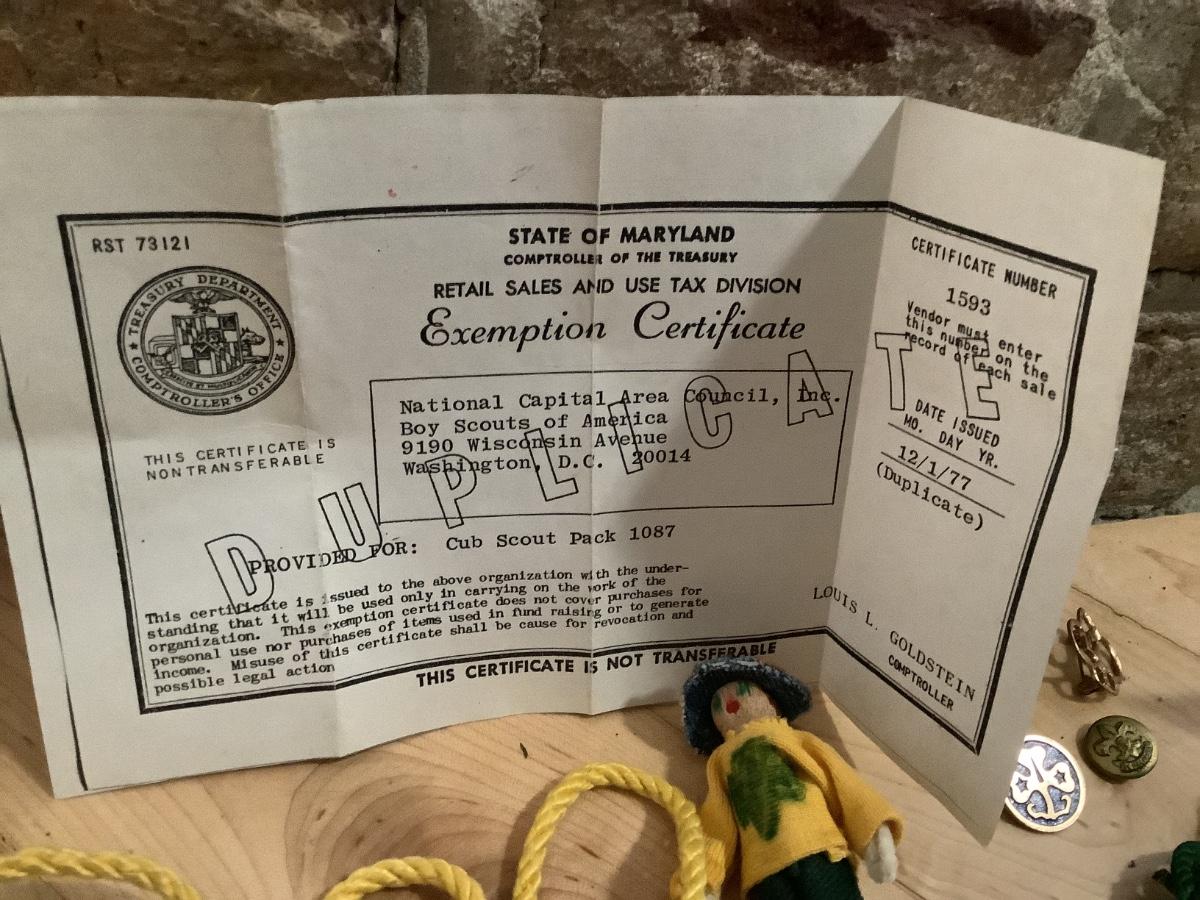 RST 73121
TREASURY DEPARTMENT
COMPTROLLER'S OFFICE
THIS CERTIFICATE IS
NONTRANSFERABLE
STATE OF MARYLAND
COMPTROLLER OF THE TREASURY
RETAIL SALES AND USE TAX DIVISION
Exemption Certificate
National Capital Area Council, Inc.
Boy Scouts of America
9190 Wisconsin Avenue
Washington, D.C. 20014
DUPLICATE
PROVIDED FOR: Cub Scout Pack 1087
This certificate is issued to the above organization with the under-
standing that it will be used only in carrying on the work of the
organization. This exemption certificate does not cover purchases for
personal use nor purchases of items used in fund raising or to generate
income. Misuse of this certificate shall be cause for revocation and
possible legal action
THIS CERTIFICATE IS NOT TRANSFERABLE
CERTIFICATE NUMBER
1593
Vendor must enter
this number on the
record of each sale
DATE ISSUED
MO. DAY YR.
12/1/77
(Duplicate)
LOUIS L. GOLDSTEIN
COMPTROLLER